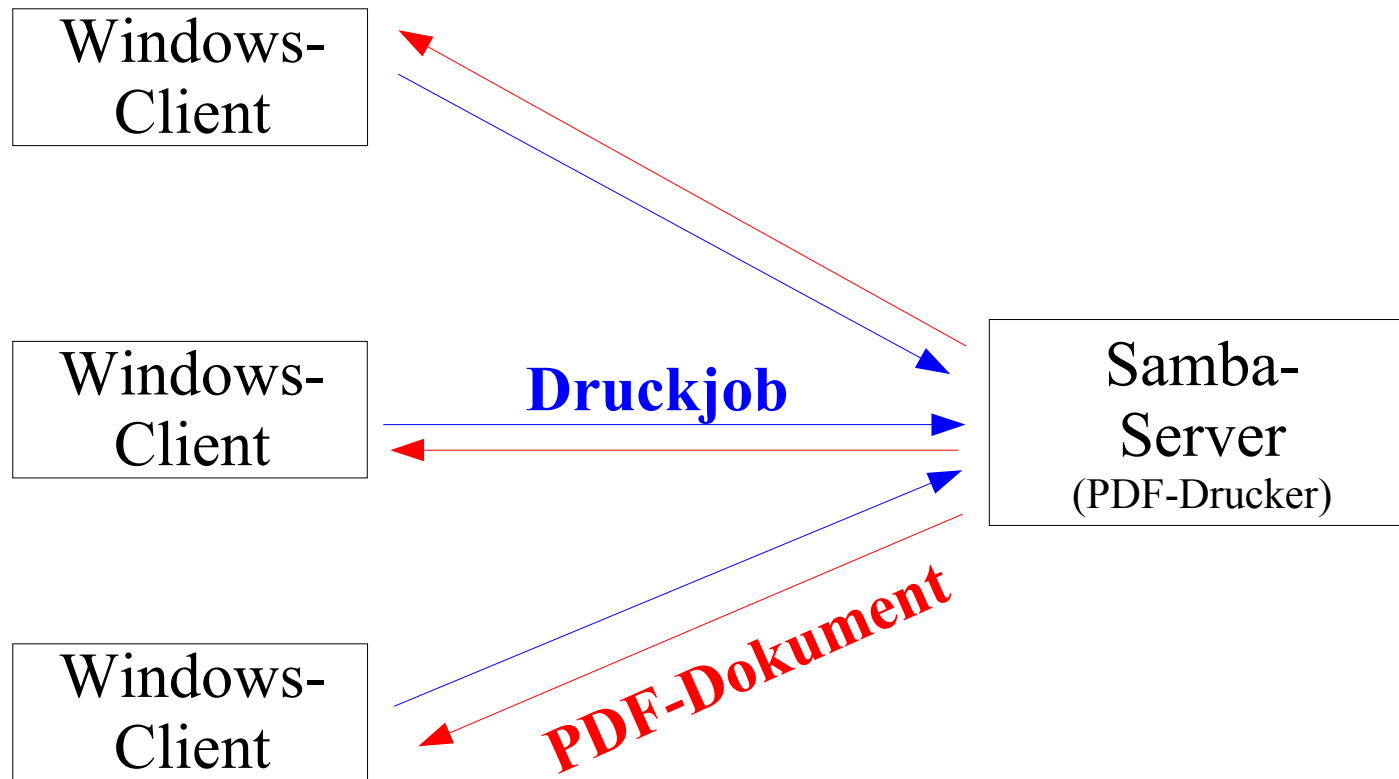 Windows-
Client
Windows-
Client
Druckjob
Samba-
Server
(PDF-Drucker)
PDF-Dokument
Windows-
Client